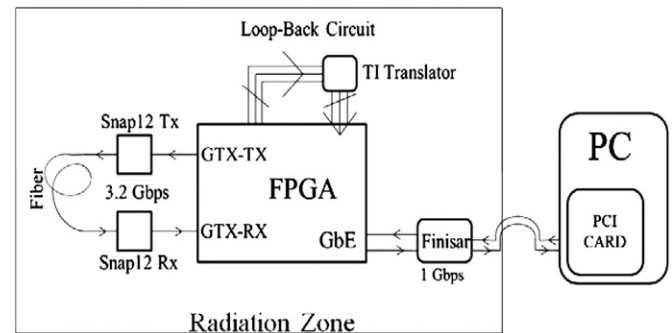 Loop-Back Circuit
TI Translator
Snap12 Tx
GTX-TX
PC
Fiber
3.2 Gbps
FPGA
GTX-RX
Snap12 Rx
GbE
Finisar
1 Gbps
PCI
CARD
Radiation Zone